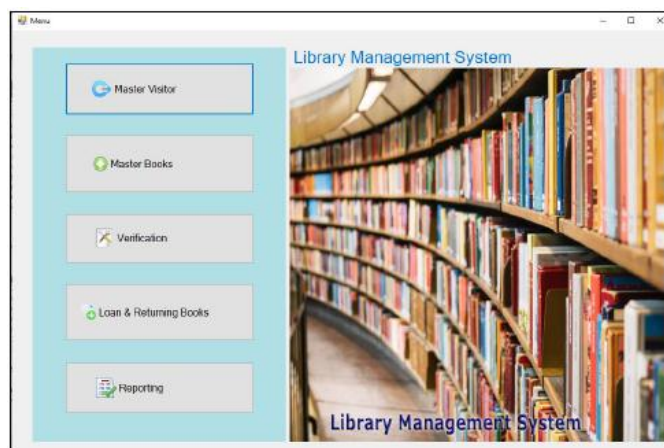 Menu
Library Management System
Master Visitor
Master Books
Verification
Loan & Returning Books
Reporting
Library Management System